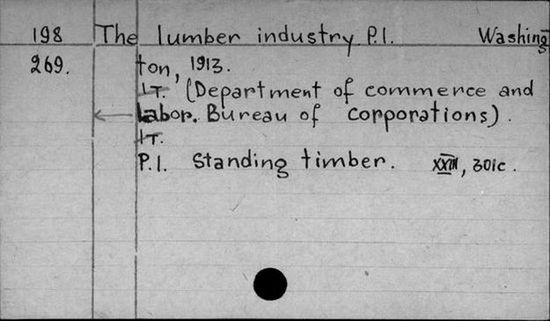 198 The lumber industry P.I. Washing
269. ton, 1913.
(Department of commerce and
labor. Bureau of Corporations).
P.I. Standing timber. XXIII, 301c.